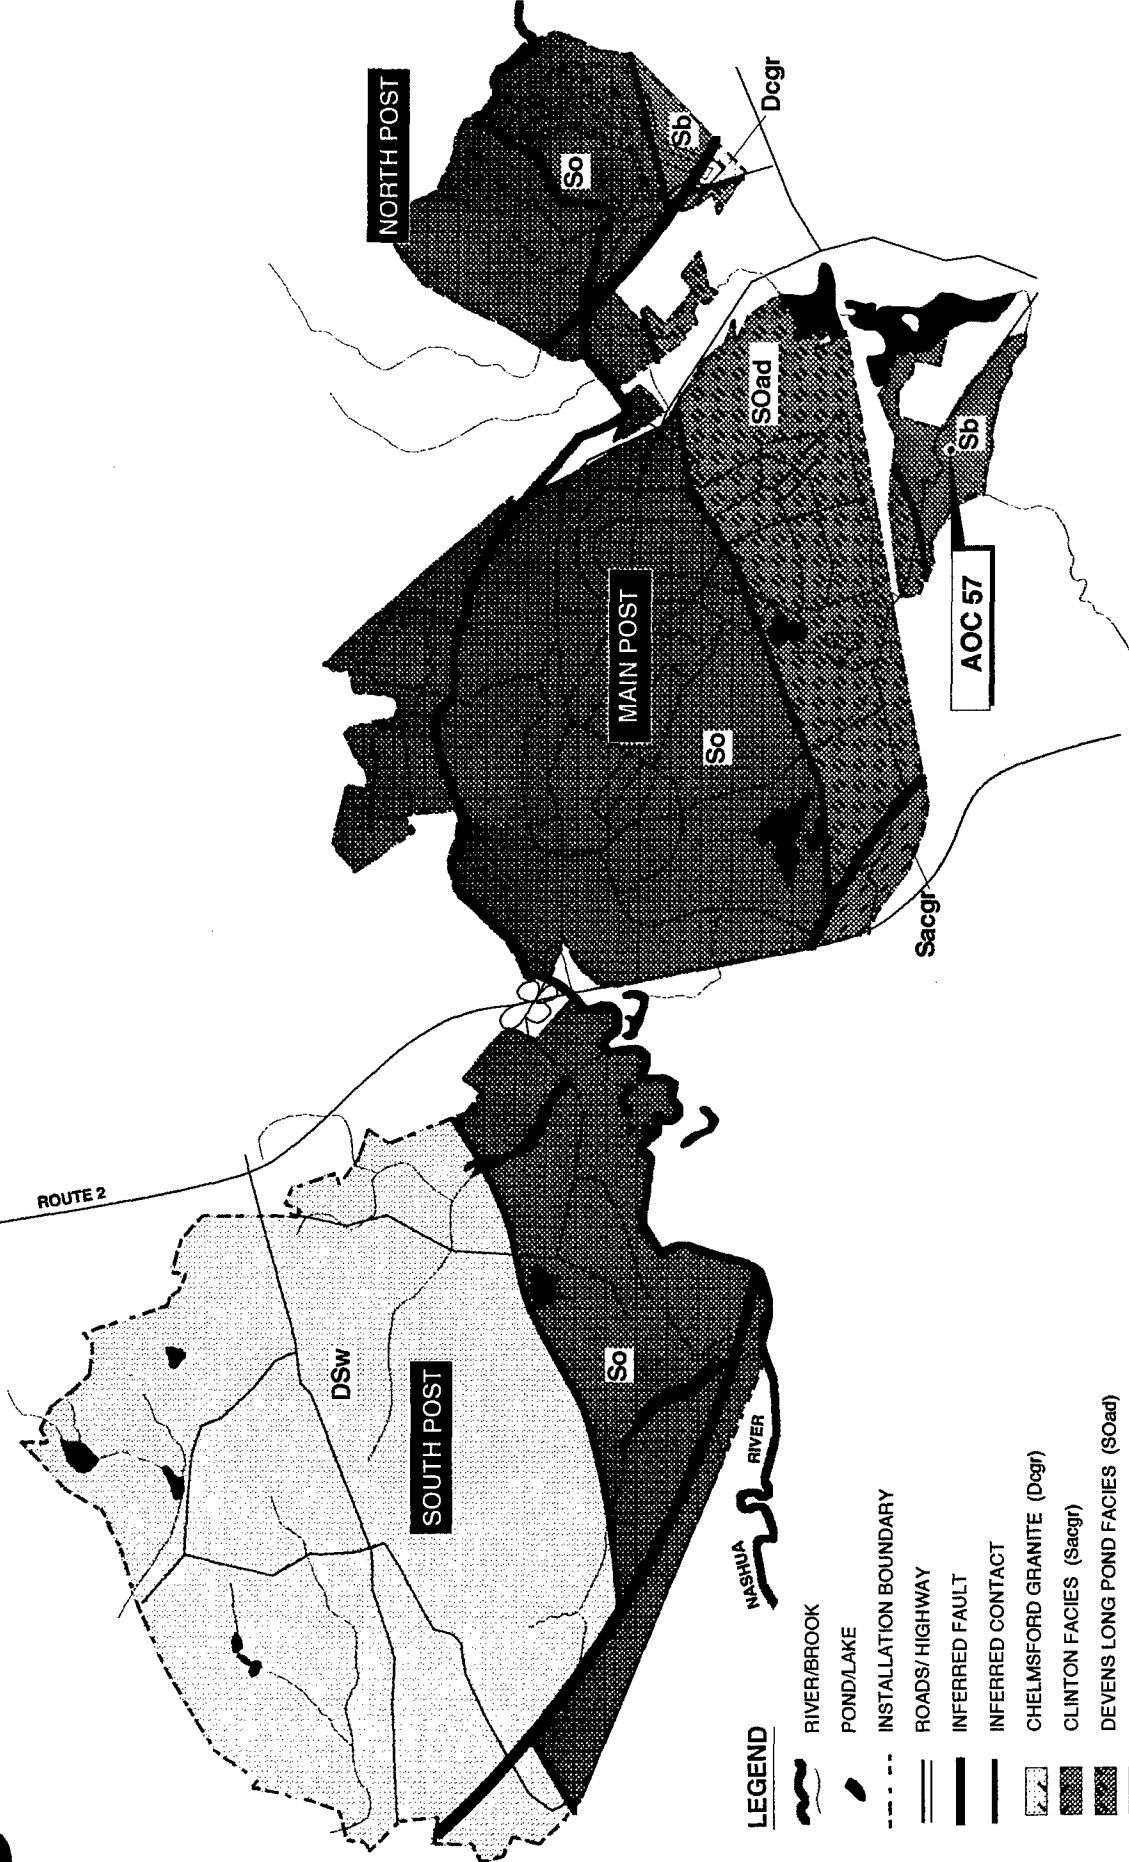 NORTH POST
So
Sb
Dcgr
SOad
Sb
AOC 57
MAIN POST
So
Sacgr
ROUTE 2
DSw
SOUTH POST
So
NASHUA
RIVER
LEGEND
RIVER/BROOK
POND/LAKE
INSTALLATION BOUNDARY
ROADS/HIGHWAY
INFERRED FAULT
INFERRED CONTACT
CHELMSFORD GRANITE (Dcgr)
CLINTON FACIES (Sacgr)
DEVENS LONG POND FACIES (SOad)